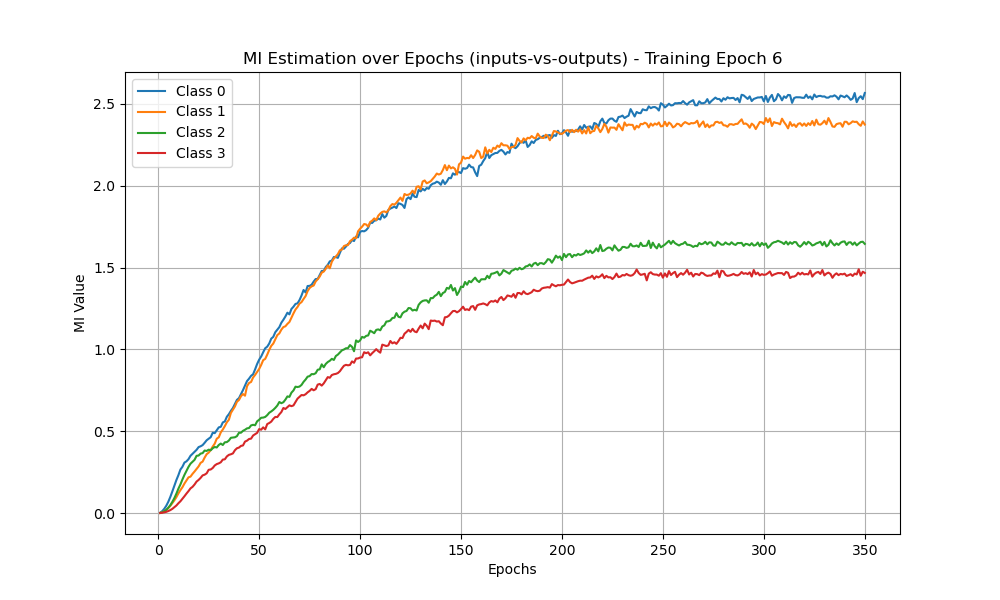 MI Estimation over Epochs (inputs-vs-outputs) - Training Epoch 6
Class 0
Class 1
Class 2
Class 3
MI Value
2.5
2.0
1.5
1.0
0.5
0.0
0 50 100 150 200 250 300 350
Epochs